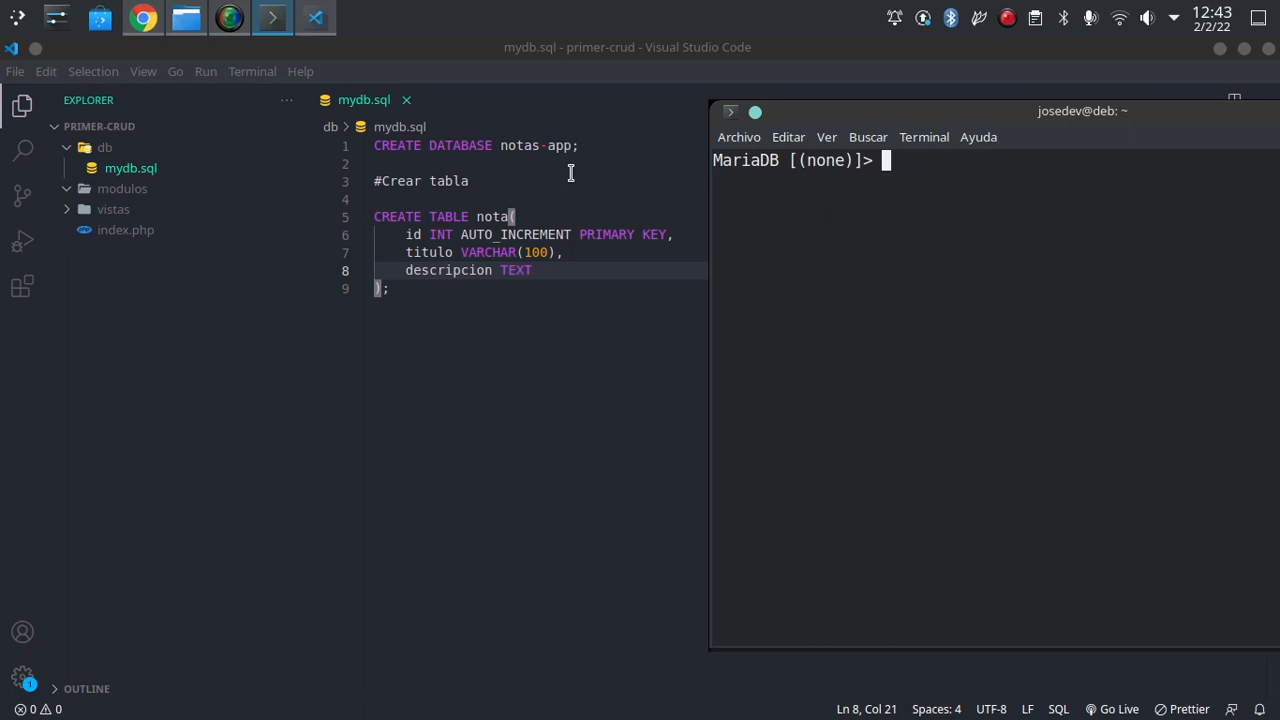 12:43
2/2/22
mydb.sql - primer-crud - Visual Studio Code
File Edit Selection View Go Run Terminal Help
EXPLORER
PRIMER-CRUD
db
mydb.sql
modulos
vistas
index.php
OUTLINE
mydb.sql
db mydb.sql
1 CREATE DATABASE notas-app;
2
3 #Crear tabla
4
5 CREATE TABLE nota(
6 id INT AUTO_INCREMENT PRIMARY KEY,
7 titulo VARCHAR(100),
8 descripcion TEXT
9 );
josedev@deb: ~
Archivo Editar Ver Buscar Terminal Ayuda
MariaDB [(none)]>
1
0 0
Ln 8, Col 21 Spaces: 4 UTF-8 LF SQL Go Live Prettier